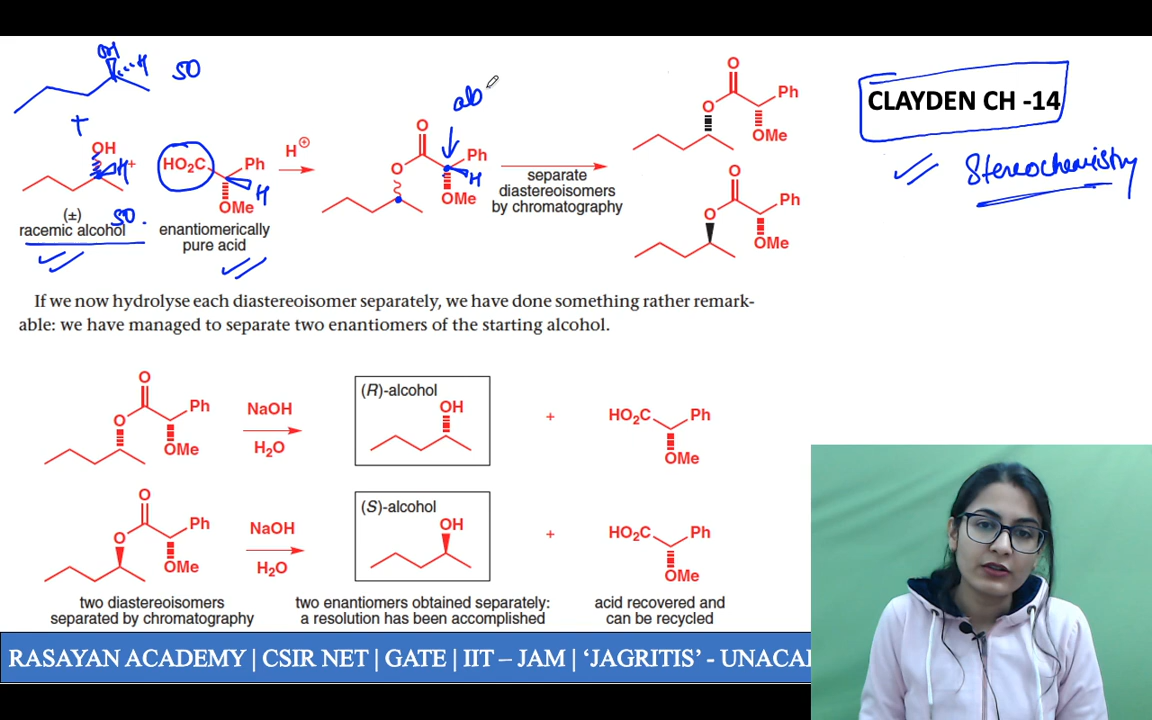 OH
H
50
+
OH
H
+
(±)
50.
racemic alcohol
HO₂C
Ph
H
OMe
enantiomerically
pure acid
H⊕
O
O
Ph
H
OMe
ab
separate
diastereoisomers
by chromatography
O
O
Ph
OMe
O
O
Ph
OMe
CLAYDEN CH -14
Stereochemistry
If we now hydrolyse each diastereoisomer separately, we have done something rather remark-
able: we have managed to separate two enantiomers of the starting alcohol.
O
O
Ph
OMe
NaOH
H₂O
(R)-alcohol
OH
+
HO₂C
Ph
OMe
O
O
Ph
OMe
NaOH
H₂O
(S)-alcohol
OH
+
HO₂C
Ph
OMe
two diastereoisomers
separated by chromatography
two enantiomers obtained separately:
a resolution has been accomplished
acid recovered and
can be recycled
RASAYAN ACADEMY | CSIR NET | GATE | IIT – JAM | ‘JAGRITIS’ - UNACA